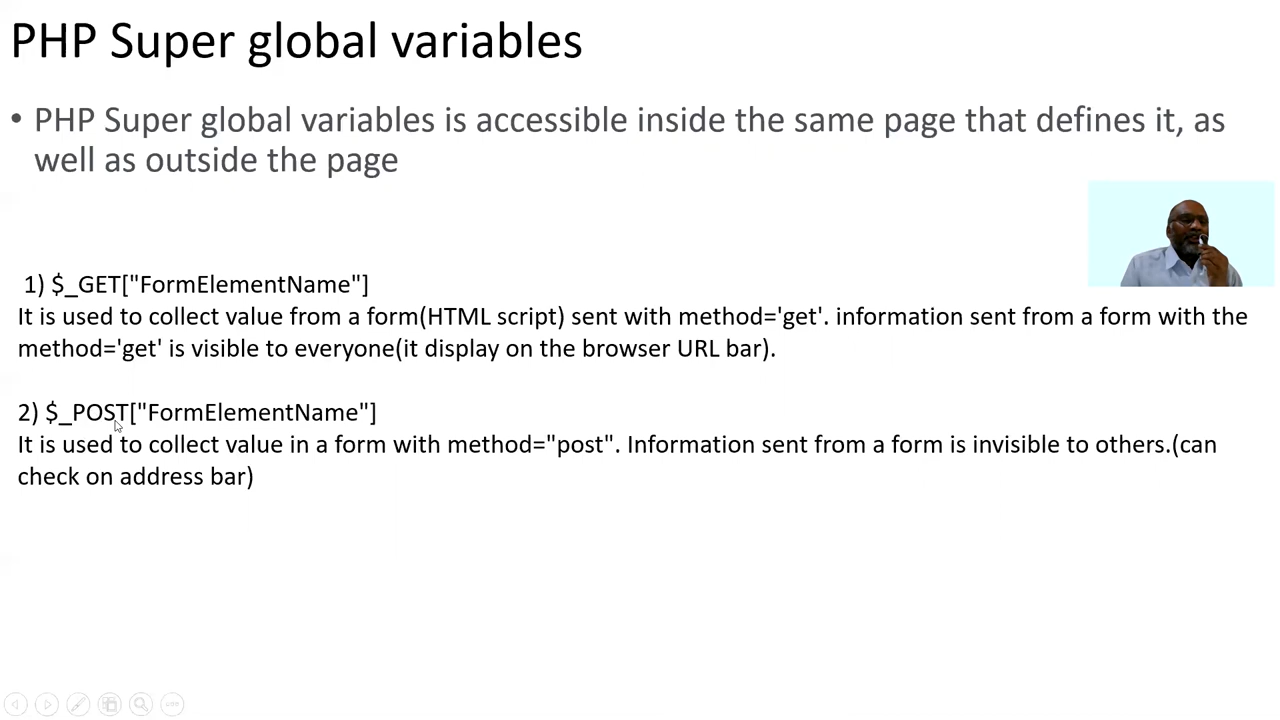 PHP Super global variables
• PHP Super global variables is accessible inside the same page that defines it, as
well as outside the page
1) $_GET["FormElementName"]
It is used to collect value from a form(HTML script) sent with method='get'. information sent from a form with the
method='get' is visible to everyone(it display on the browser URL bar).
2) $_POST["FormElementName"]
It is used to collect value in a form with method="post". Information sent from a form is invisible to others.(can
check on address bar)